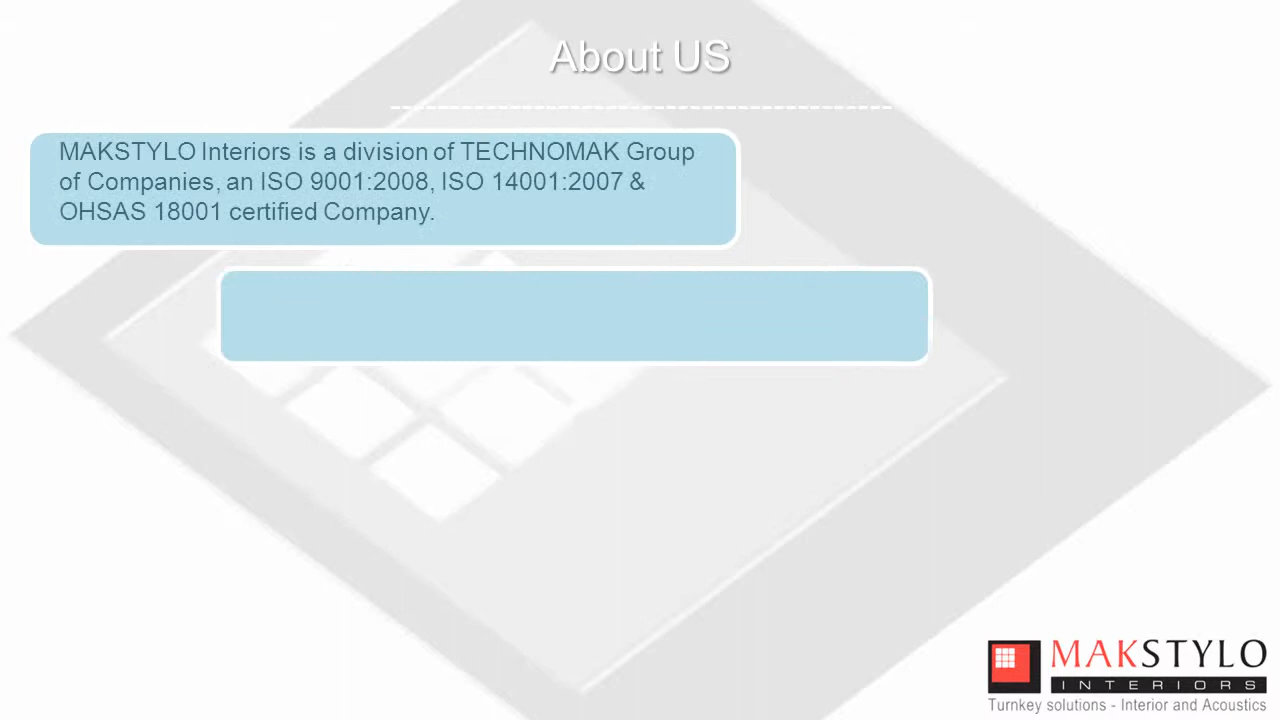 About US
MAKSTYLO Interiors is a division of TECHNOMAK Group
of Companies, an ISO 9001:2008, ISO 14001:2007 &
OHSAS 18001 certified Company.
MAKSTYLO
INTERIORS
Turnkey solutions - Interior and Acoustics